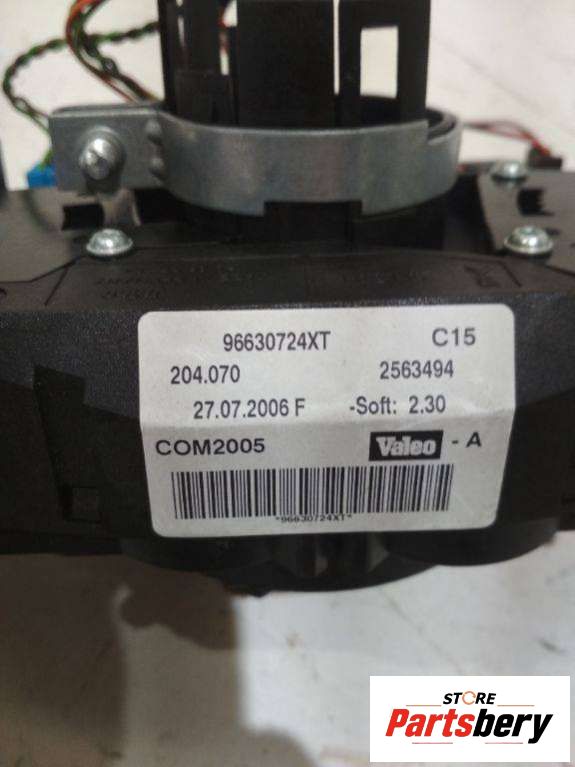 96630724XT C15
204.070 2563494
27.07.2006 F -Soft: 2.30
COM2005 Valeo - A
*96630724XT*
STORE
Partsbery